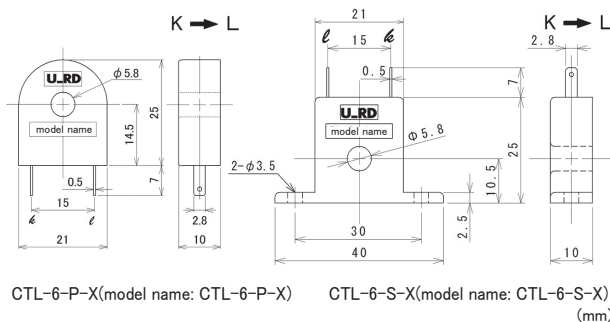 K → L
U_RD
model name
φ5.8
25
14.5
7
0.5
k
15
l
2.8
21
10
21
15
l
k
0.5
7
U_RD
model name
Φ5.8
2-φ3.5
25
10.5
2.5
30
40
K → L
2.8
10
CTL-6-P-X(model name: CTL-6-P-X)
CTL-6-S-X(model name: CTL-6-S-X)
(mm)